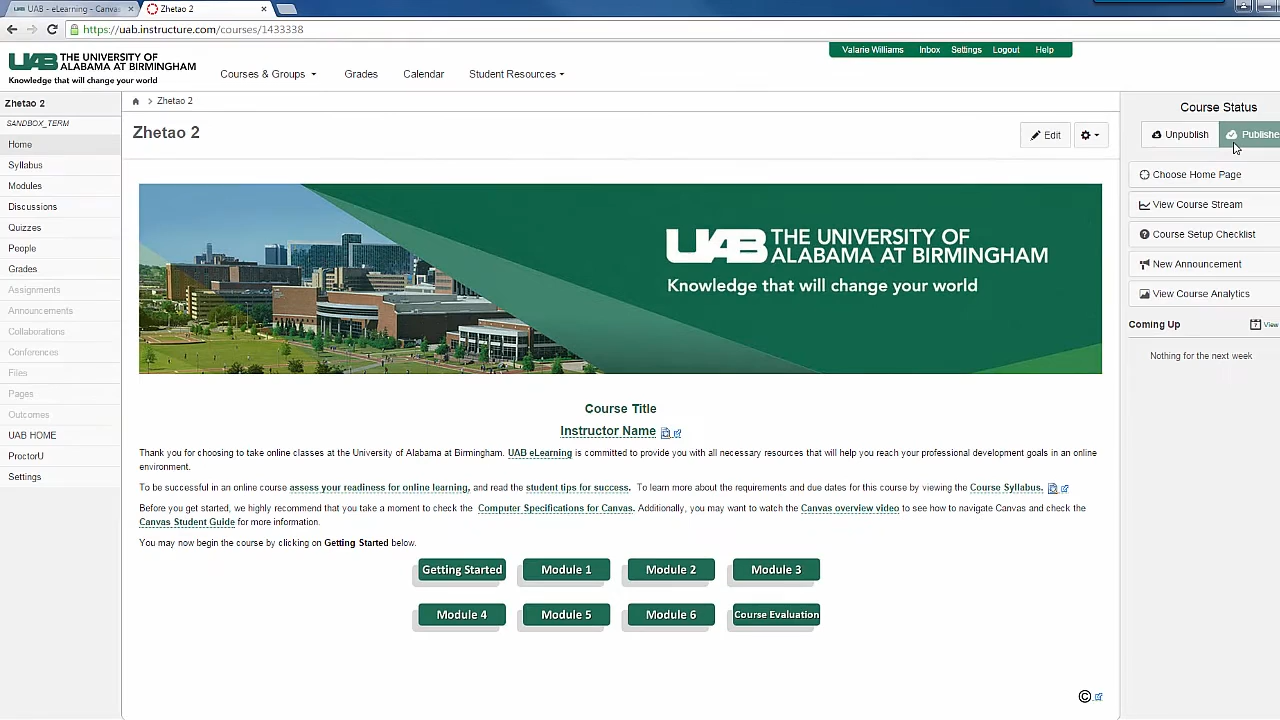 UAB - eLearning - Canvas
Zhetao 2
https://uab.instructure.com/courses/1433338
UAB THE UNIVERSITY OF
ALABAMA AT BIRMINGHAM
Knowledge that will change your world
Courses & Groups
Grades
Calendar
Student Resources
Valarie Williams
Inbox
Settings
Logout
Help
Zhetao 2
SANDBOX_TERM
Home
Syllabus
Modules
Discussions
Quizzes
People
Grades
Assignments
Announcements
Collaborations
Conferences
Files
Pages
Outcomes
UAB HOME
ProctorU
Settings
> Zhetao 2
Zhetao 2
Edit
UAB THE UNIVERSITY OF
ALABAMA AT BIRMINGHAM
Knowledge that will change your world
Course Title
Instructor Name
Thank you for choosing to take online classes at the University of Alabama at Birmingham. UAB eLearning is committed to provide you with all necessary resources that will help you reach your professional development goals in an online
environment.
To be successful in an online course assess your readiness for online learning, and read the student tips for success. To learn more about the requirements and due dates for this course by viewing the Course Syllabus.
Before you get started, we highly recommend that you take a moment to check the Computer Specifications for Canvas. Additionally, you may want to watch the Canvas overview video to see how to navigate Canvas and check the
Canvas Student Guide for more information.
You may now begin the course by clicking on Getting Started below.
Getting Started
Module 1
Module 2
Module 3
Module 4
Module 5
Module 6
Course Evaluation
©
Course Status
Unpublish
Publishe
Choose Home Page
View Course Stream
Course Setup Checklist
New Announcement
View Course Analytics
Coming Up
View
Nothing for the next week